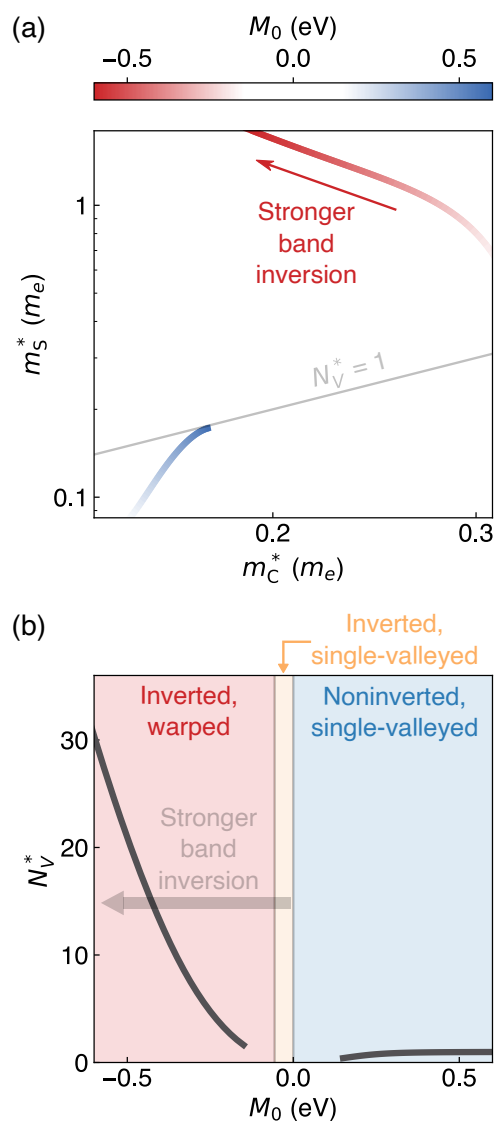 (a)
M₀ (eV)
−0.5 0.0 0.5
1
Stronger
band
inversion
m*S (mₑ)
N*V = 1
0.1
0.2 0.3
m*C (mₑ)
(b)
Inverted,
single-valleyed
Inverted,
warped
Noninverted,
single-valleyed
30
Stronger
band
inversion
20
N*V
10
0
−0.5 0.0 0.5
M₀ (eV)